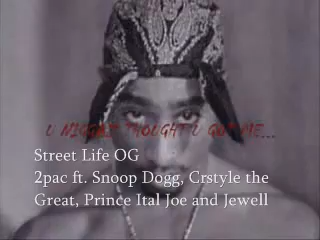 U NIGGAZ THOUGHT U GOT ME...
Street Life OG
2pac ft. Snoop Dogg, Crstyle the
Great, Prince Ital Joe and Jewell